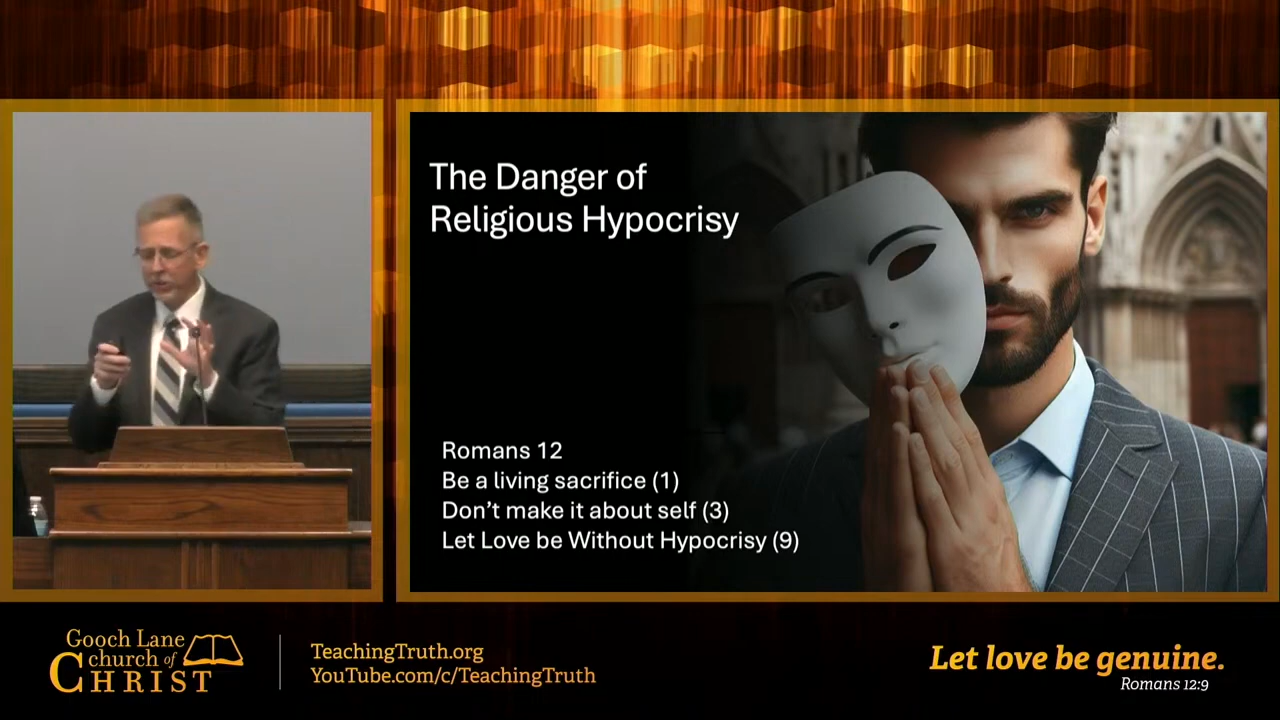 The Danger of
Religious Hypocrisy
Romans 12
Be a living sacrifice (1)
Don’t make it about self (3)
Let Love be Without Hypocrisy (9)
Gooch Lane
church of
CHRIST
TeachingTruth.org
YouTube.com/c/TeachingTruth
Let love be genuine.
Romans 12:9